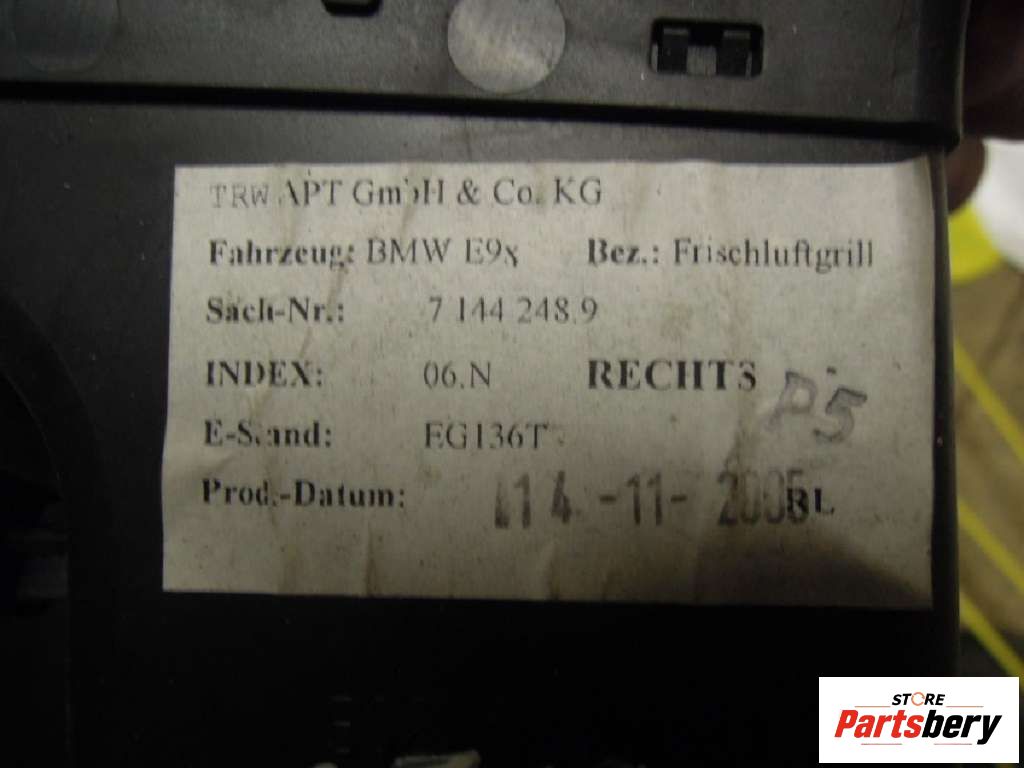 TRW APT GmbH & Co. KG
Fahrzeug: BMW E9x Bez.: Frischluftgrill
Sach-Nr.: 7 144 248.9
INDEX: 06.N RECHTS
P5
E-Stand: EG136T
Prod.-Datum: 14 -11- 2005 BL
STORE
Partsbery